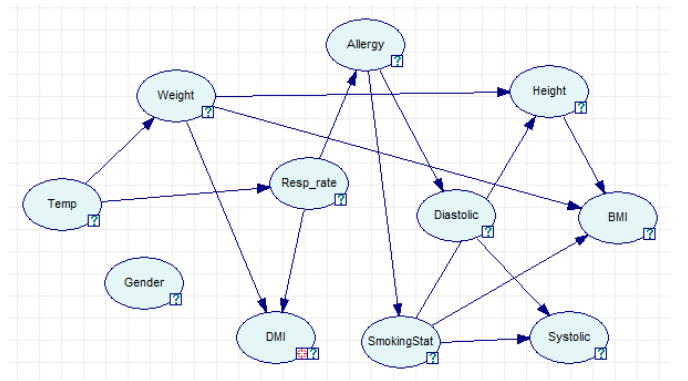 Allergy
Weight
Height
Resp_rate
Temp
Diastolic
BMI
Gender
DMI
SmokingStat
Systolic